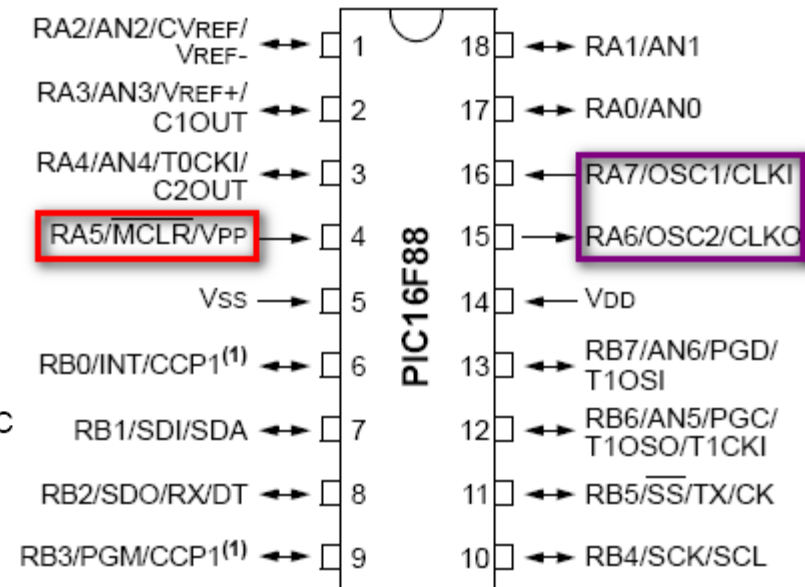 RA2/AN2/CVREF/
VREF-
1
18
RA1/AN1
RA3/AN3/VREF+/
C1OUT
2
17
RA0/AN0
RA4/AN4/T0CKI/
C2OUT
3
16
RA7/OSC1/CLKI
RA5/MCLR/VPP
4
15
RA6/OSC2/CLKO
VSS
5
14
VDD
PIC16F88
RB0/INT/CCP1(1)
6
13
RB7/AN6/PGD/
T1OSI
C
RB1/SDI/SDA
7
12
RB6/AN5/PGC/
T1OSO/T1CKI
RB2/SDO/RX/DT
8
11
RB5/SS/TX/CK
RB3/PGM/CCP1(1)
9
10
RB4/SCK/SCL